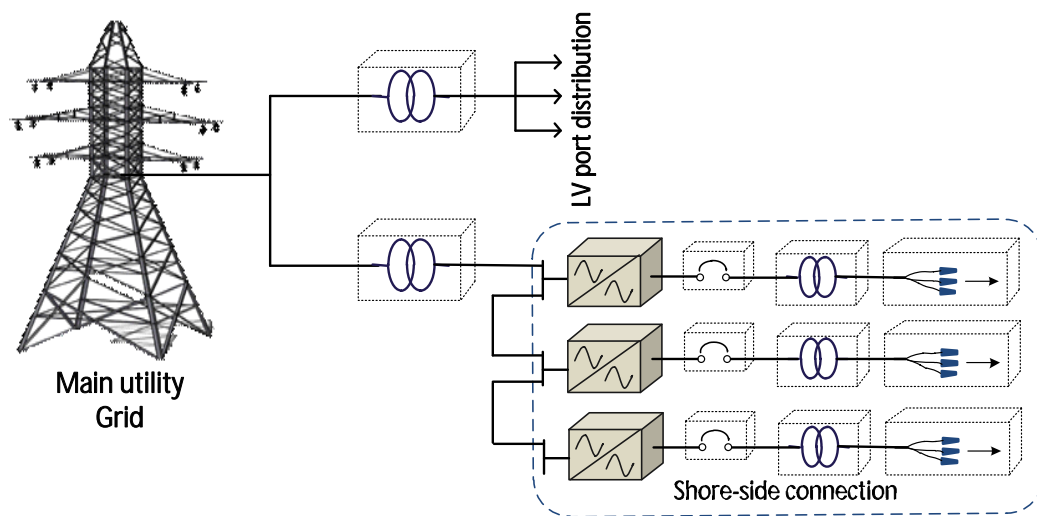 LV port distribution
Main utility
Grid
Shore-side connection